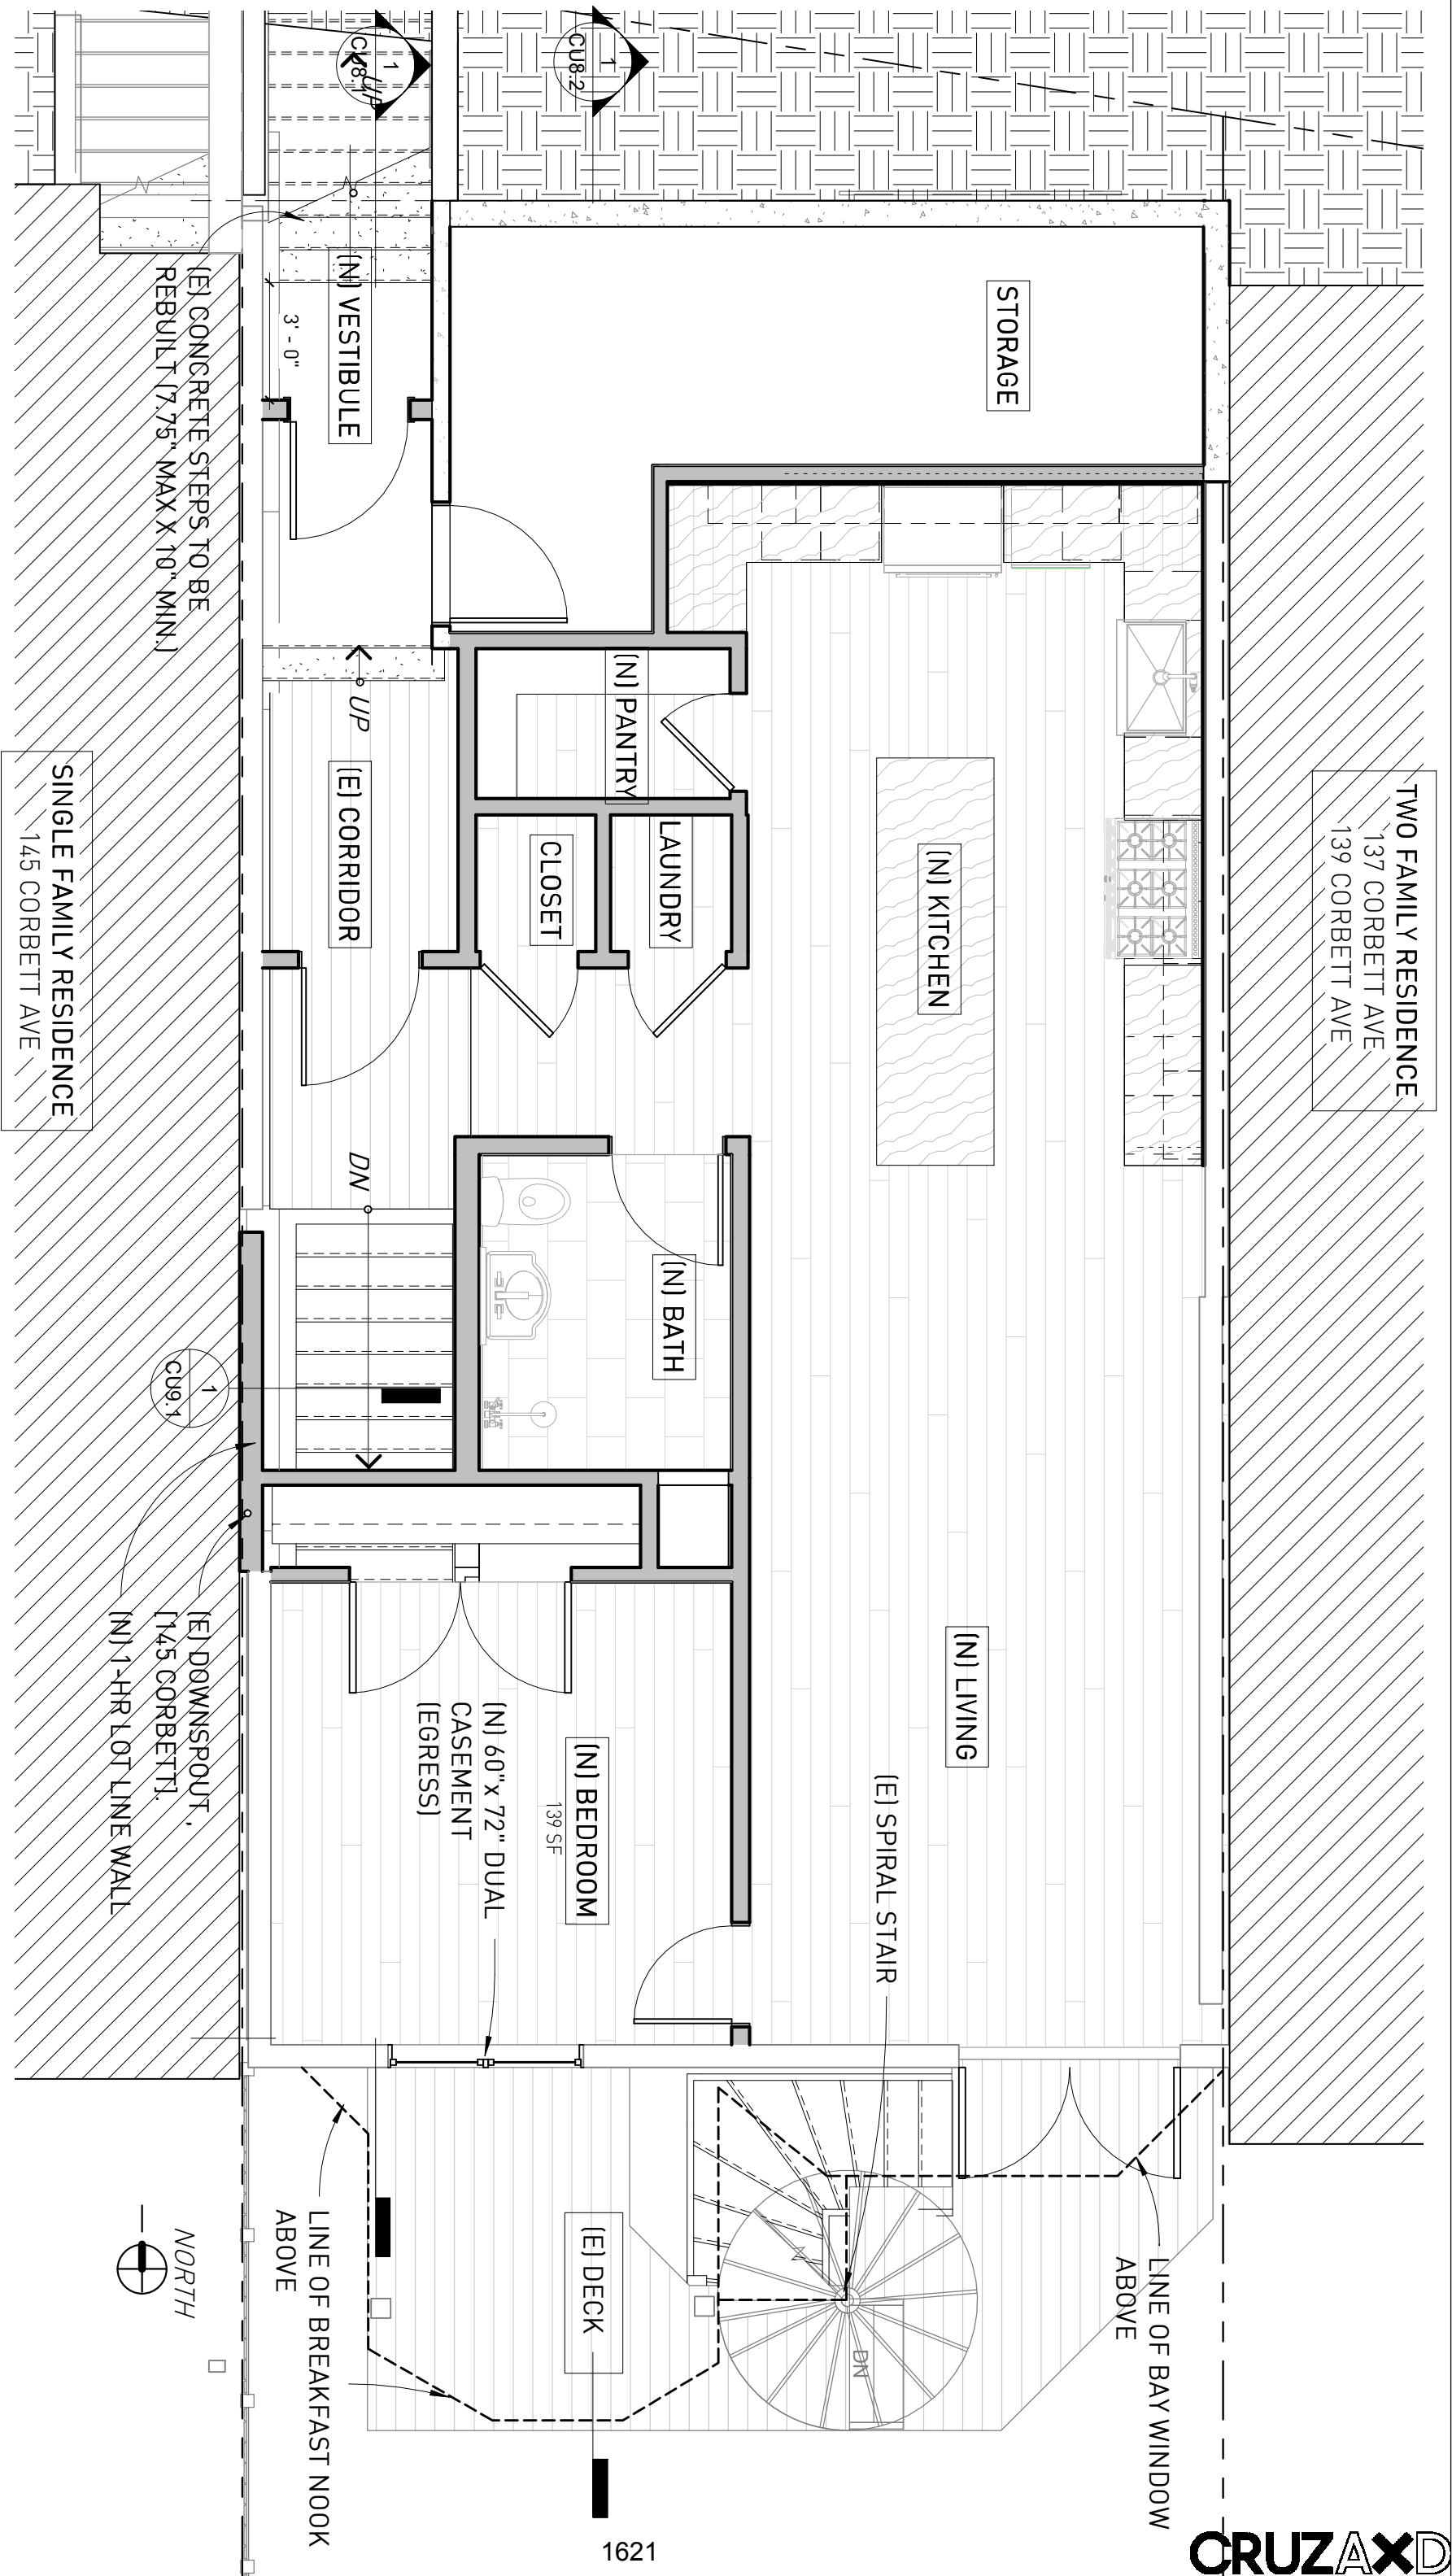 TWO FAMILY RESIDENCE
137 CORBETT AVE
139 CORBETT AVE
1
CU8.1
UP
1
CU8.2
STORAGE
(N) VESTIBULE
3' - 0"
(E) CONCRETE STEPS TO BE
REBUILT (7.75" MAX X 10" MIN.)
(N) PANTRY
UP
(E) CORRIDOR
CLOSET
LAUNDRY
(N) KITCHEN
SINGLE FAMILY RESIDENCE
145 CORBETT AVE
DN
(N) BATH
1
CU9.1
(E) DOWNSPOUT ,
[145 CORBETT].
(N) 1-HR LOT LINE WALL
(N) LIVING
(N) BEDROOM
139 SF
(N) 60"x 72" DUAL
CASEMENT
(EGRESS)
(E) SPIRAL STAIR
LINE OF BAY WINDOW
ABOVE
(E) DECK
DN
LINE OF BREAKFAST NOOK
ABOVE
NORTH
1621
CRUZAXD